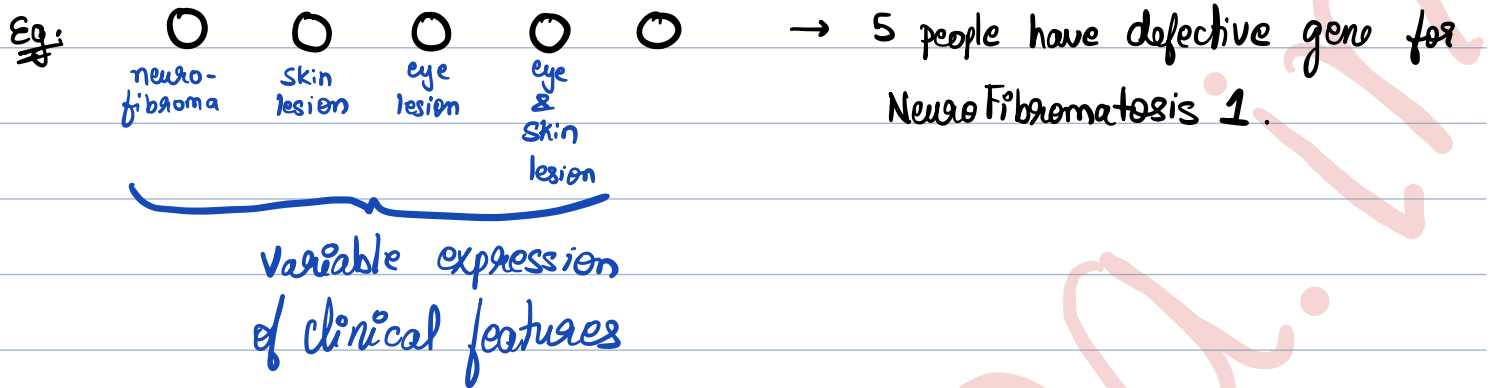 Eg: → 5 people have defective gene for
neuro- skin eye eye
fibroma lesion lesion &
NeuroFibromatosis 1.
skin
lesion
variable expression
of clinical features